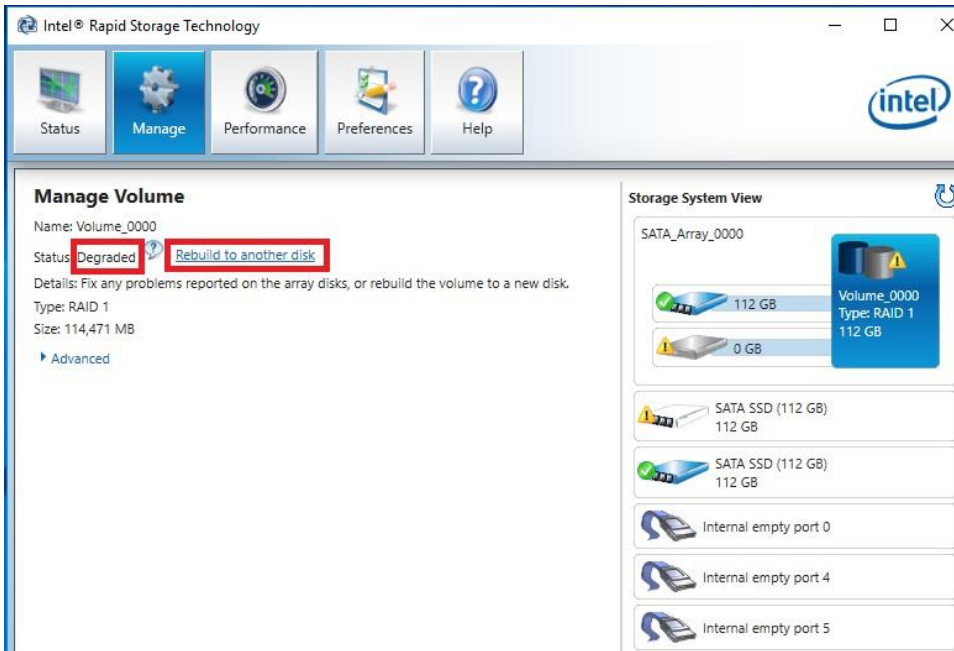 Intel® Rapid Storage Technology
Status
Manage
Performance
Preferences
Help
intel
Manage Volume
Name: Volume_0000
Status: Degraded Rebuild to another disk
Details: Fix any problems reported on the array disks, or rebuild the volume to a new disk.
Type: RAID 1
Size: 114,471 MB
Advanced
Storage System View
SATA_Array_0000
112 GB
0 GB
Volume_0000
Type: RAID 1
112 GB
SATA SSD (112 GB)
112 GB
SATA SSD (112 GB)
112 GB
Internal empty port 0
Internal empty port 4
Internal empty port 5